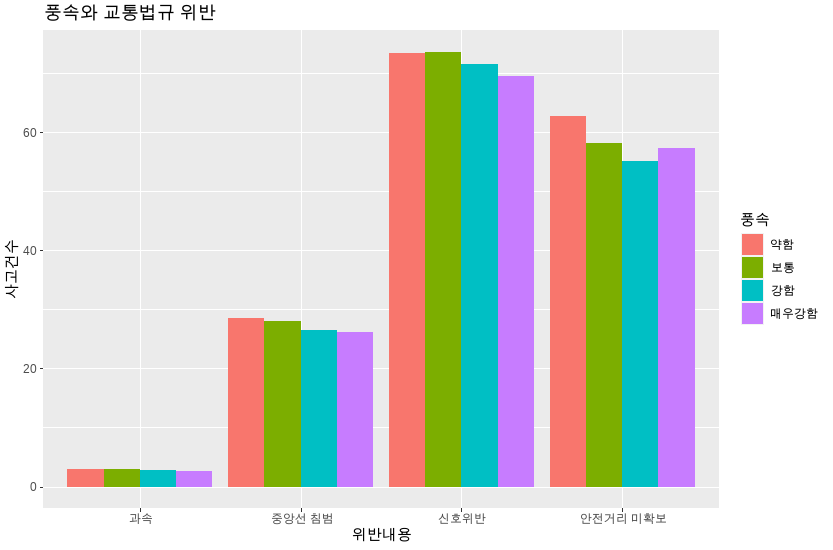 풍속와 교통법규 위반
사고건수
60
40
20
0
과속
중앙선 침범
신호위반
안전거리 미확보
위반내용
풍속
약함
보통
강함
매우강함